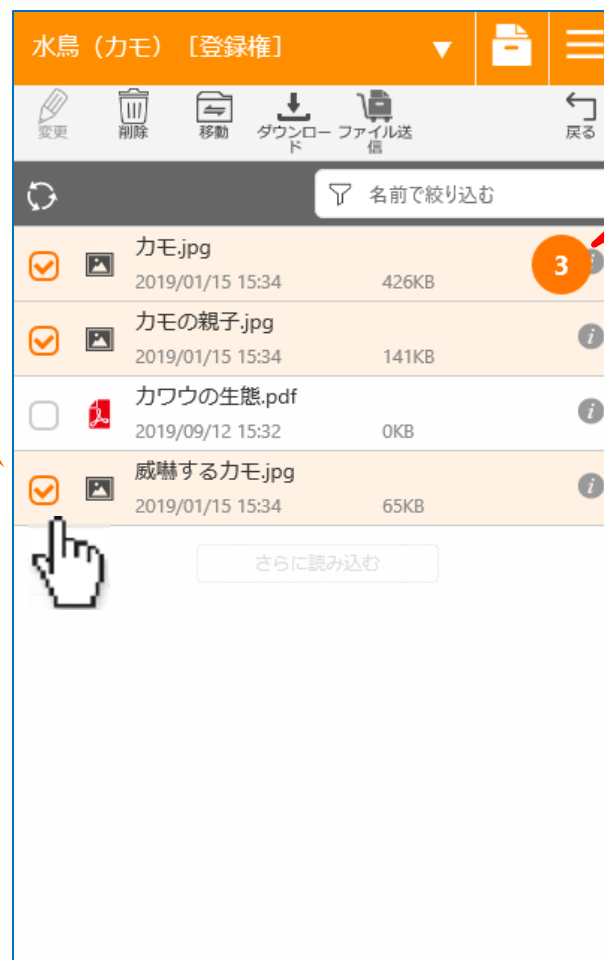 水鳥（カモ）［登録権］ ▼
変更 削除 移動 ダウンロード ファイル送信 戻る
名前で絞り込む
カモ.jpg
2019/01/15 15:34 426KB
3
カモの親子.jpg
2019/01/15 15:34 141KB
カワウの生態.pdf
2019/09/12 15:32 0KB
威嚇するカモ.jpg
2019/01/15 15:34 65KB
さらに読み込む